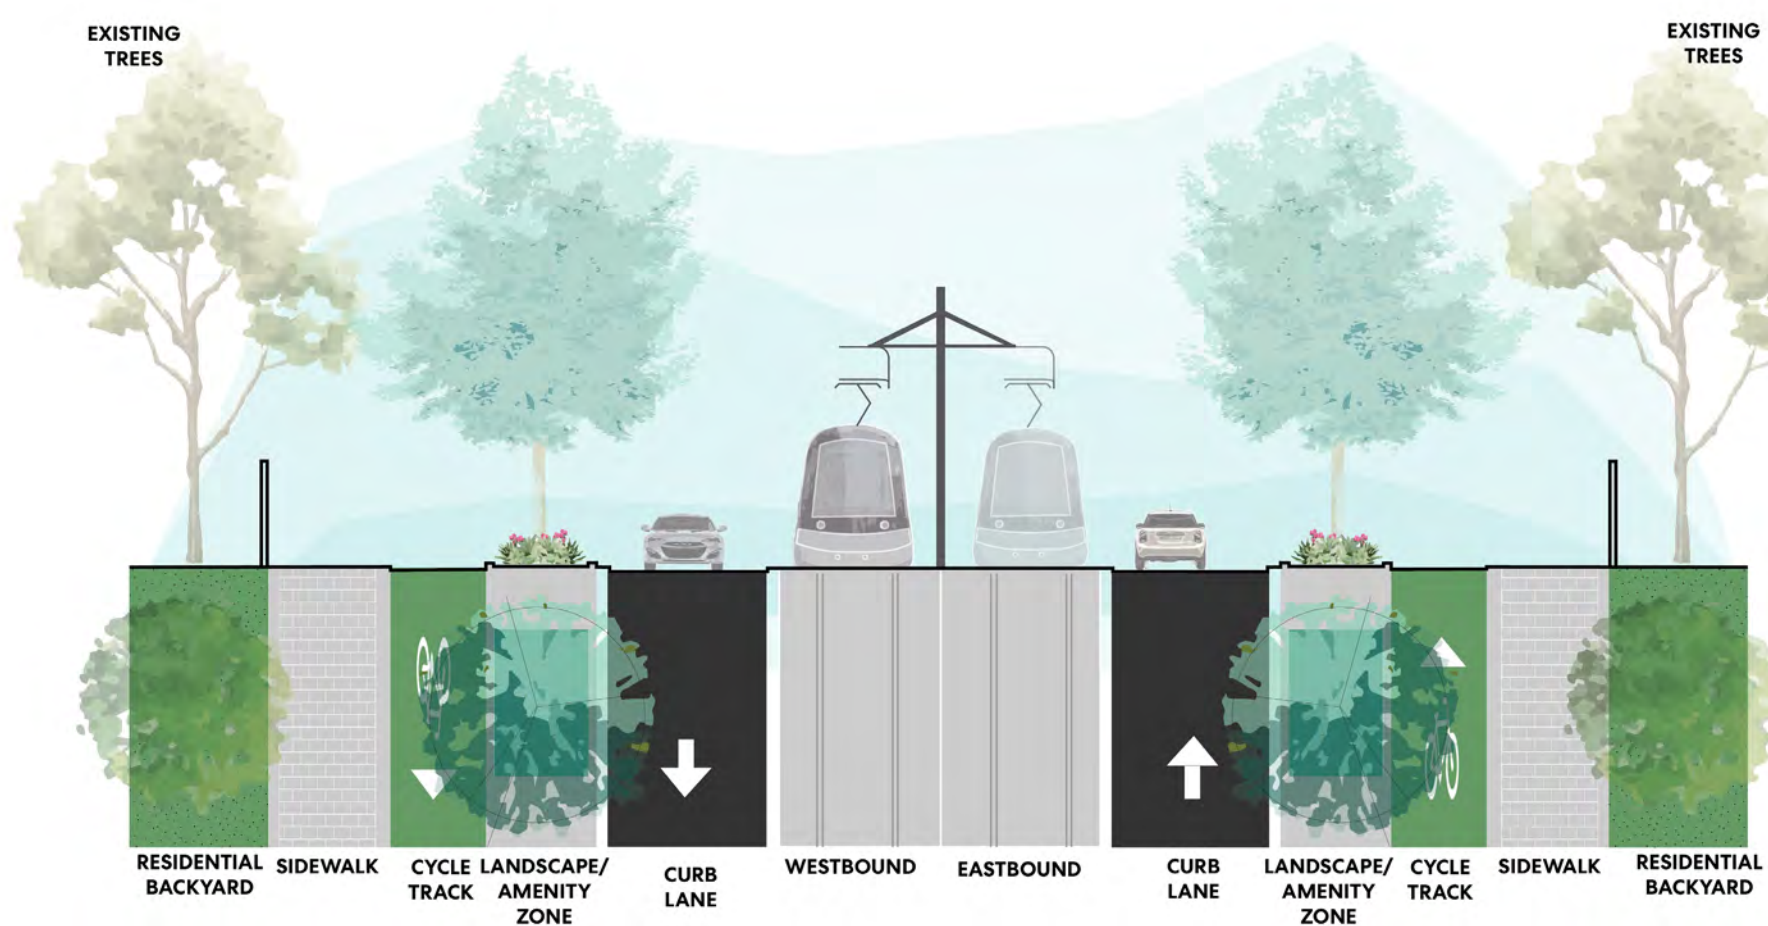 EXISTING
TREES
EXISTING
TREES
RESIDENTIAL
BACKYARD
SIDEWALK
CYCLE
TRACK
LANDSCAPE/
AMENITY
ZONE
CURB
LANE
WESTBOUND
EASTBOUND
CURB
LANE
LANDSCAPE/
AMENITY
ZONE
CYCLE
TRACK
SIDEWALK
RESIDENTIAL
BACKYARD